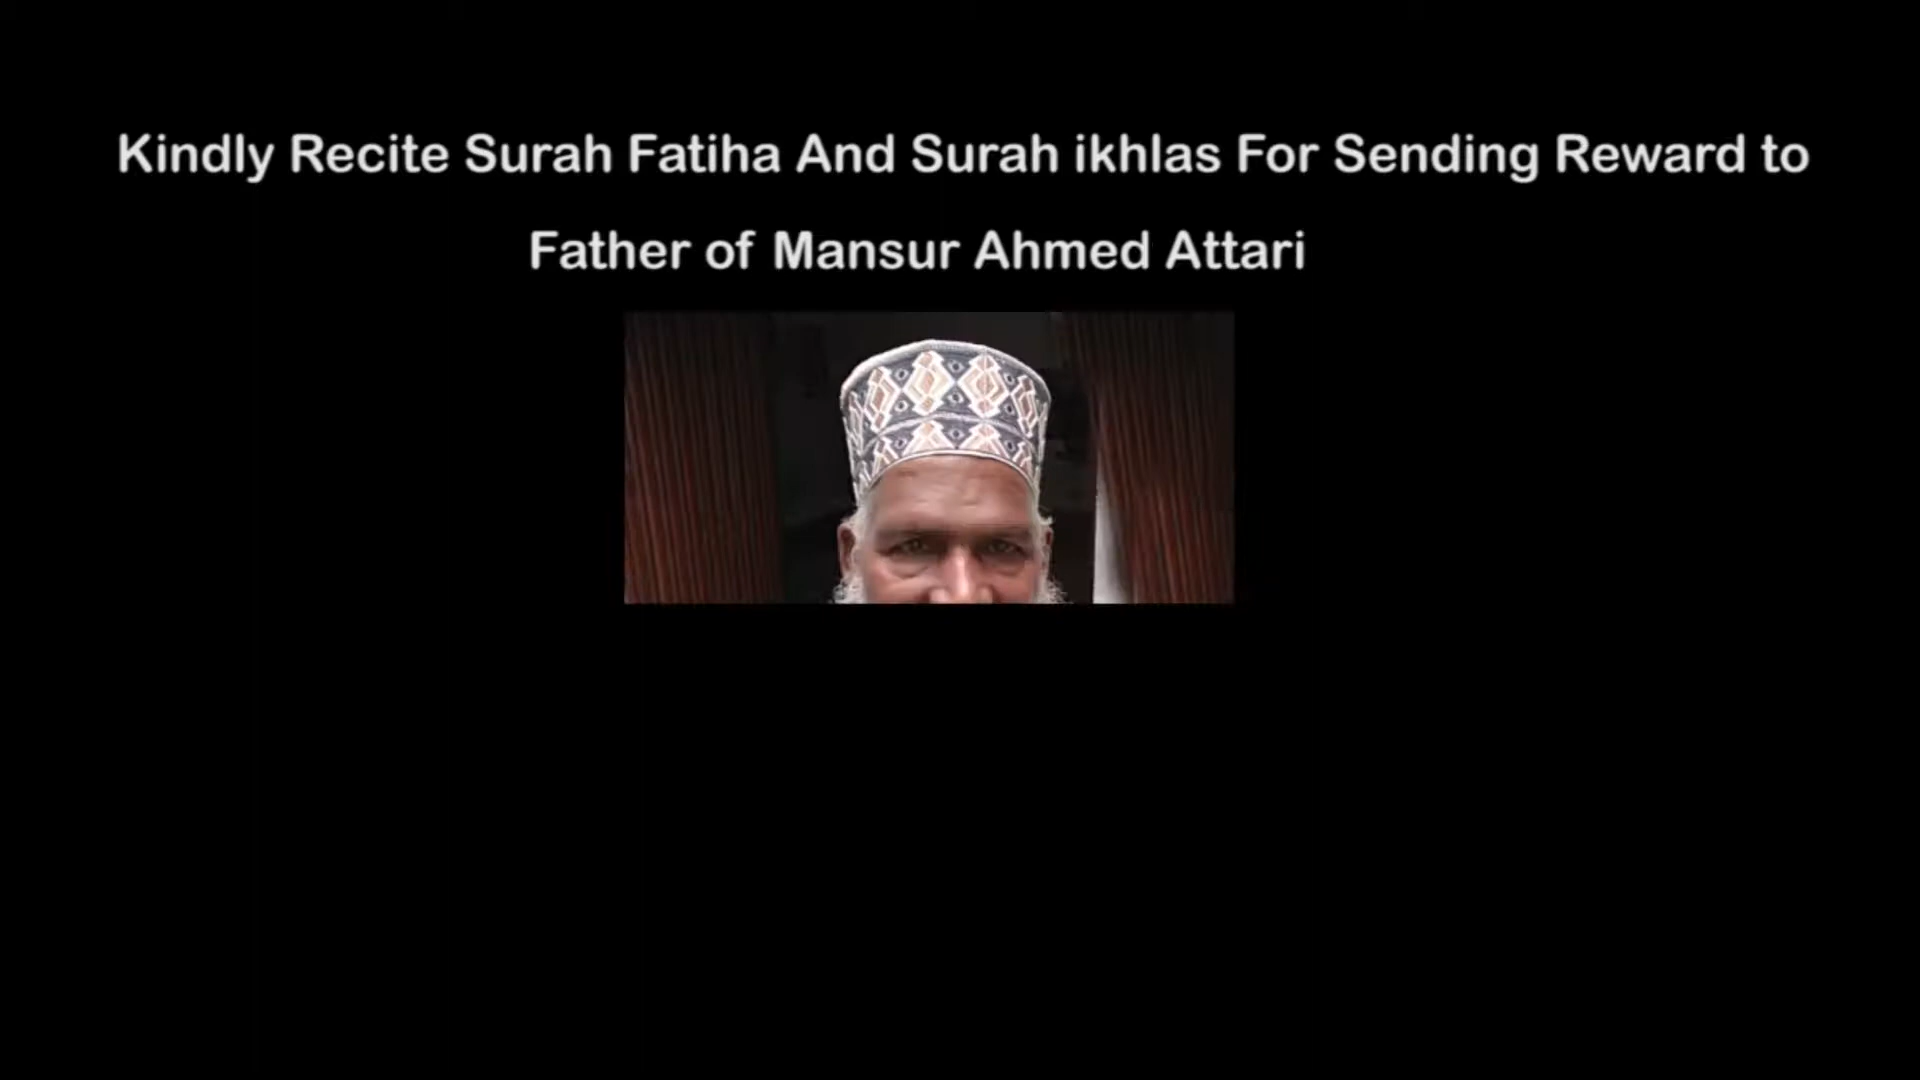 Kindly Recite Surah Fatiha And Surah ikhlas For Sending Reward to
Father of Mansur Ahmed Attari